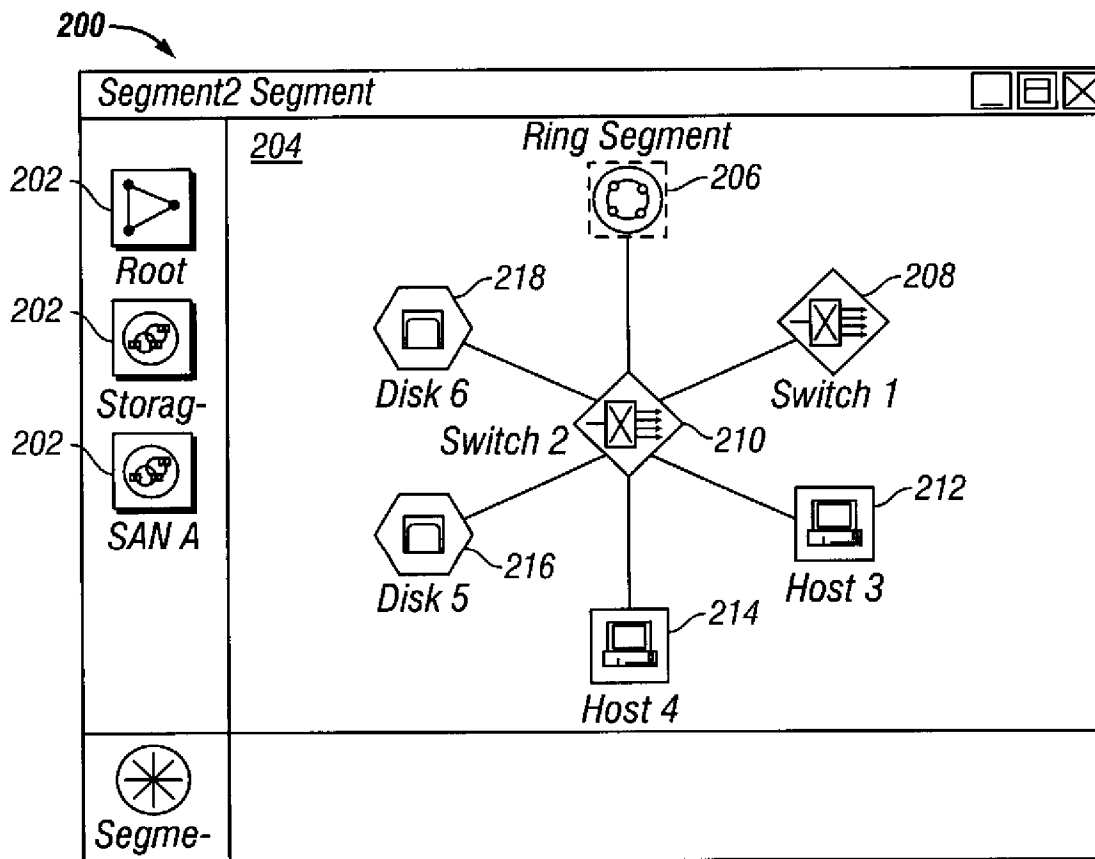 200
Segment2 Segment
204
Ring Segment
202
206
Root
218
208
202
Disk 6
Switch 1
Storag-
Switch 2
210
202
212
SAN A
216
Disk 5
Host 3
214
Host 4
Segme-